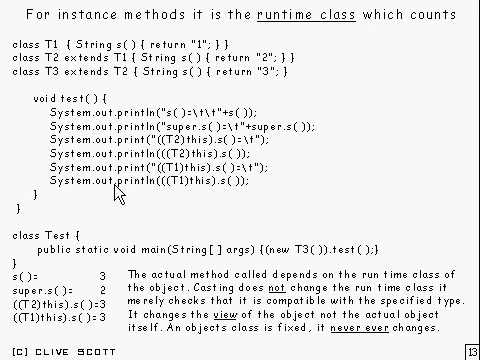 For instance methods it is the runtime class which counts
class T1 { String s( ) { return "1"; } }
class T2 extends T1 { String s( ) { return "2"; } }
class T3 extends T2 { String s( ) { return "3"; }
void test( ) {
System.out.println("s( )=\t\t"+s( ));
System.out.println("super.s( )=\t"+super.s( ));
System.out.print("((T2)this).s( )=\t");
System.out.println(((T2)this).s( ));
System.out.print("((T1)this).s( )=\t");
System.out.println(((T1)this).s( ));
}
}
class Test {
public static void main(String[ ] args) {(new T3( )).test( );}
}
s( )= 3
super.s( )= 2
((T2)this).s( )=3
((T1)this).s( )= 3
The actual method called depends on the run time class of
the object. Casting does not change the run time class it
merely checks that it is compatible with the specified type.
It changes the view of the object not the actual object
itself. An objects class is fixed, it never ever changes.
(C) CLIVE SCOTT
13